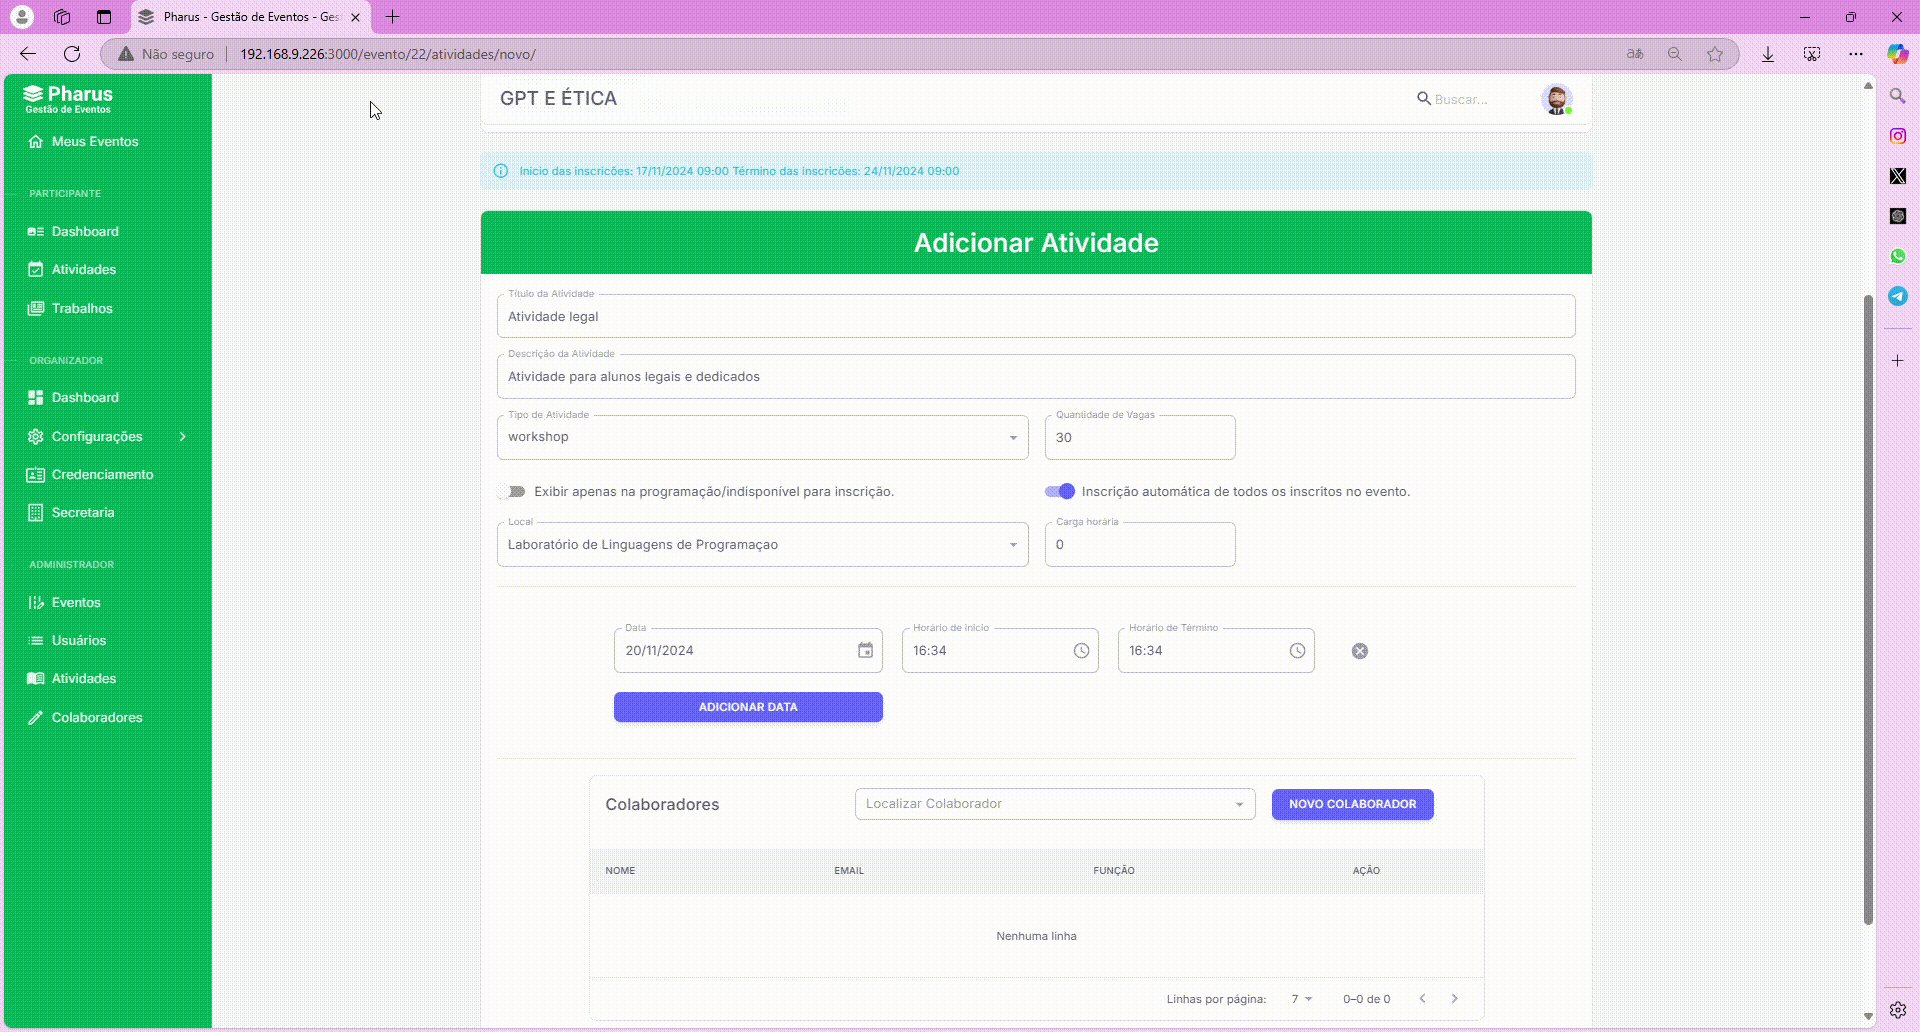 Pharus - Gestão de Eventos - Ges
Não seguro
192.168.9.226:3000/evento/22/atividades/novo/
Pharus
Gestão de Eventos
Meus Eventos
PARTICIPANTE
Dashboard
Atividades
Trabalhos
ORGANIZADOR
Dashboard
Configurações
Credenciamento
Secretaria
ADMINISTRADOR
Eventos
Usuários
Atividades
Colaboradores
GPT E ÉTICA
Buscar...
Início das inscricões: 17/11/2024 09:00 Término das inscricões: 24/11/2024 09:00
Adicionar Atividade
Título da Atividade
Atividade legal
Descrição da Atividade
Atividade para alunos legais e dedicados
Tipo de Atividade
workshop
Quantidade de Vagas
30
Exibir apenas na programação/indisponível para inscrição.
Inscrição automática de todos os inscritos no evento.
Local
Laboratório de Linguagens de Programaçao
Carga horária
0
Data
20/11/2024
Horário de início
16:34
Horário de Término
16:34
ADICIONAR DATA
Colaboradores
Localizar Colaborador
NOVO COLABORADOR
NOME EMAIL FUNÇÃO AÇÃO
Nenhuma linha
Linhas por página: 7 0–0 de 0